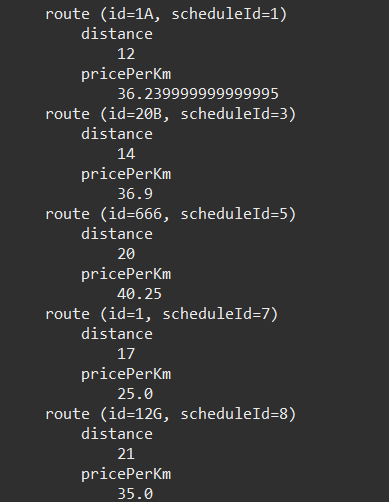 route (id=1A, scheduleId=1)
distance
12
pricePerKm
36.239999999999995
route (id=20B, scheduleId=3)
distance
14
pricePerKm
36.9
route (id=666, scheduleId=5)
distance
20
pricePerKm
40.25
route (id=1, scheduleId=7)
distance
17
pricePerKm
25.0
route (id=12G, scheduleId=8)
distance
21
pricePerKm
35.0